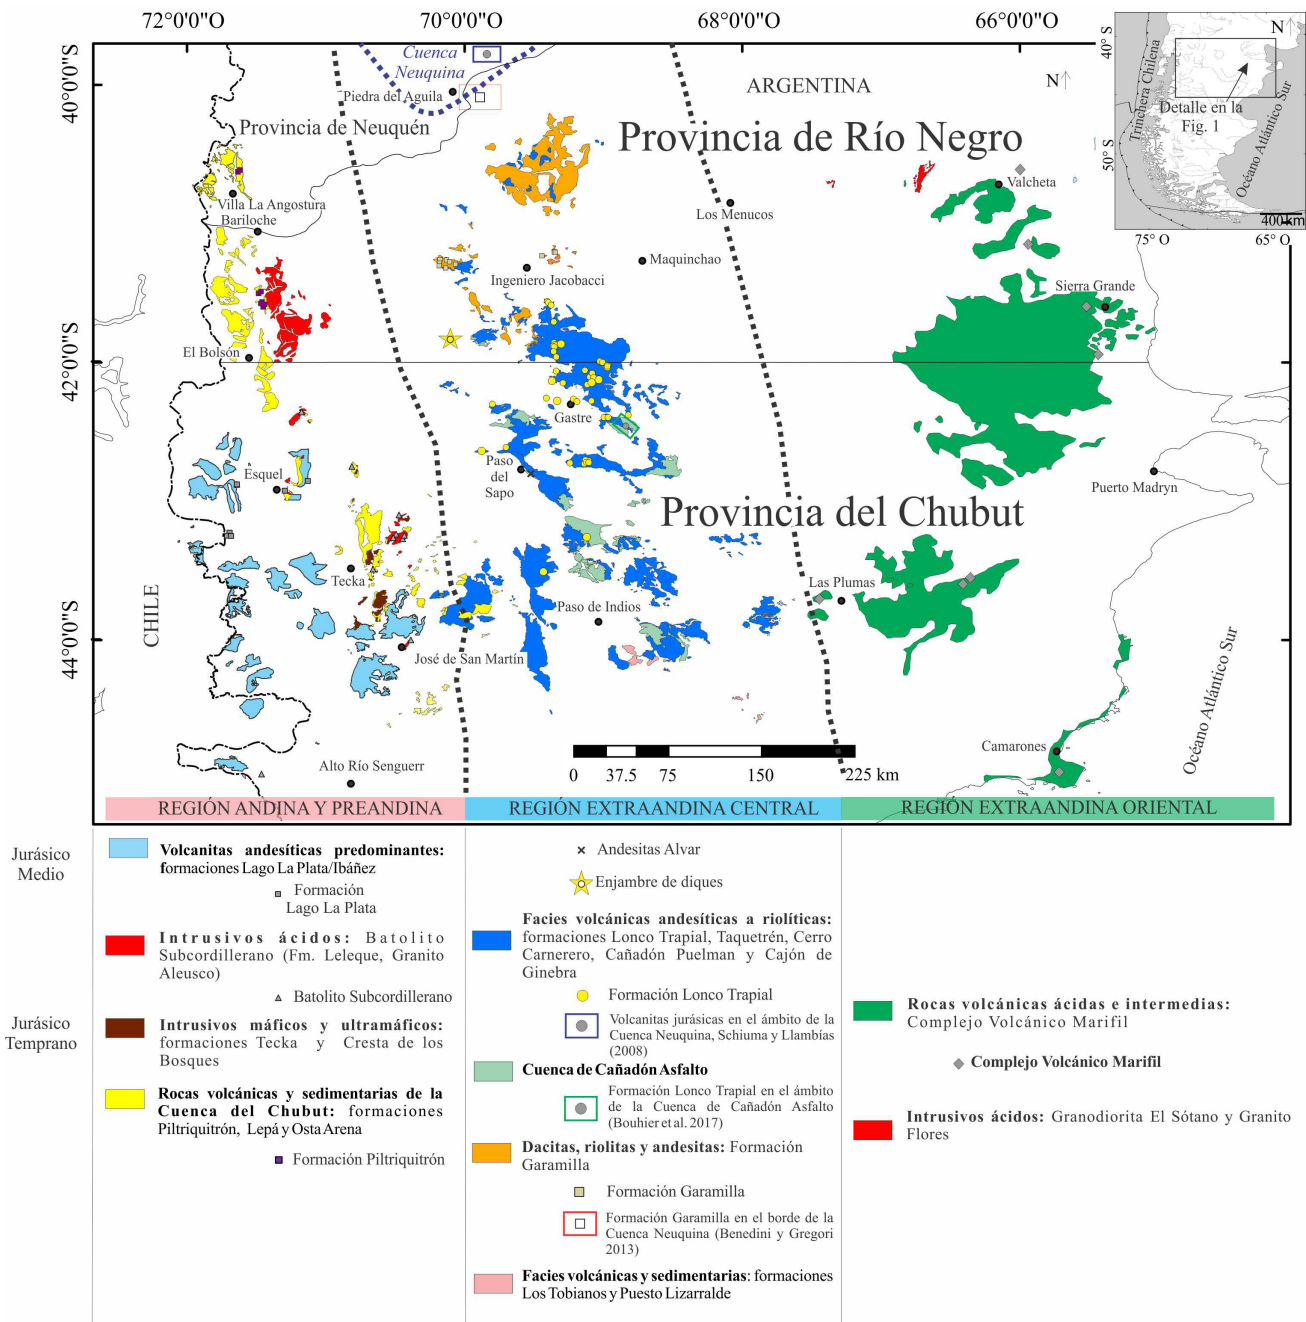 72°0'0"O
70°0'0"O
68°0'0"O
66°0'0"O
40°0'0"S
42°0'0"S
44°0'0"S
Cuenca
Neuquina
Piedra del Aguila
ARGENTINA
N
Provincia de Neuquén
Provincia de Río Negro
N
Trinchera Chilena
40° S
50° S
Detalle en la
Fig. 1
Océano Atlántico Sur
400km
75° O
65° O
Villa La Angostura
Bariloche
Valcheta
Los Menucos
Maquinchao
Ingeniero Jacobacci
Sierra Grande
El Bolsón
Gastre
Esquel
Paso
del
Sapo
Puerto Madryn
Provincia del Chubut
Tecka
Las Plumas
Paso de Indios
CHILE
José de San Martín
Océano Atlántico Sur
Camarones
Alto Río Senguerr
0 37.5 75 150 225 km
REGIÓN ANDINA Y PREANDINA
REGIÓN EXTRAANDINA CENTRAL
REGIÓN EXTRAANDINA ORIENTAL
Jurásico
Medio
Jurásico
Temprano
Volcanitas andesíticas predominantes:
formaciones Lago La Plata/Ibáñez
Formación
Lago La Plata
Intrusivos ácidos: Batolito
Subcordillerano (Fm. Leleque, Granito
Aleusco)
Batolito Subcordillerano
Intrusivos máficos y ultramáficos:
formaciones Tecka y Cresta de los
Bosques
Rocas volcánicas y sedimentarias de la
Cuenca del Chubut: formaciones
Piltriquitrón, Lepá y Osta Arena
Formación Piltriquitrón
Andesitas Alvar
Enjambre de diques
Facies volcánicas andesíticas a riolíticas:
formaciones Lonco Trapial, Taquetrén, Cerro
Carnerero, Cañadón Puelman y Cajón de
Ginebra
Formación Lonco Trapial
Volcanitas jurásicas en el ámbito de la
Cuenca Neuquina, Schiuma y Llambías
(2008)
Cuenca de Cañadón Asfalto
Formación Lonco Trapial en el ámbito
de la Cuenca de Cañadón Asfalto
(Bouhier et al. 2017)
Dacitas, riolitas y andesitas: Formación
Garamilla
Formación Garamilla
Formación Garamilla en el borde de la
Cuenca Neuquina (Benedini y Gregori
2013)
Facies volcánicas y sedimentarias: formaciones
Los Tobianos y Puesto Lizarralde
Rocas volcánicas ácidas e intermedias:
Complejo Volcánico Marifil
Complejo Volcánico Marifil
Intrusivos ácidos: Granodiorita El Sótano y Granito
Flores